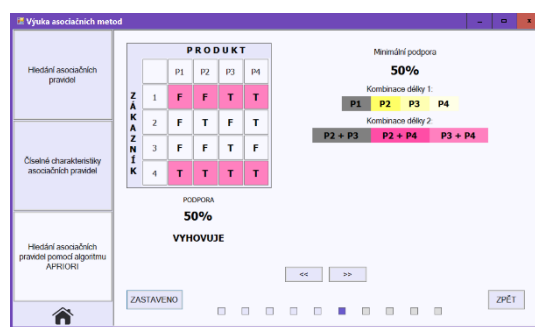 Výuka asociačních metod
Hledání asociačních
pravidel
Číselné charakteristiky
asociačních pravidel
Hledání asociačních
pravidel pomocí algoritmu
APRIORI
PRODUKT
P1 P2 P3 P4
ZÁKAZNÍK
1 F F T T
2 F T F T
3 F F T F
4 T T T T
PODPORA
50%
VYHOVUJE
Minimální podpora
50%
Kombinace délky 1:
P1 P2 P3 P4
Kombinace délky 2:
P2 + P3 P2 + P4 P3 + P4
<< >>
ZASTAVENO
ZPĚT